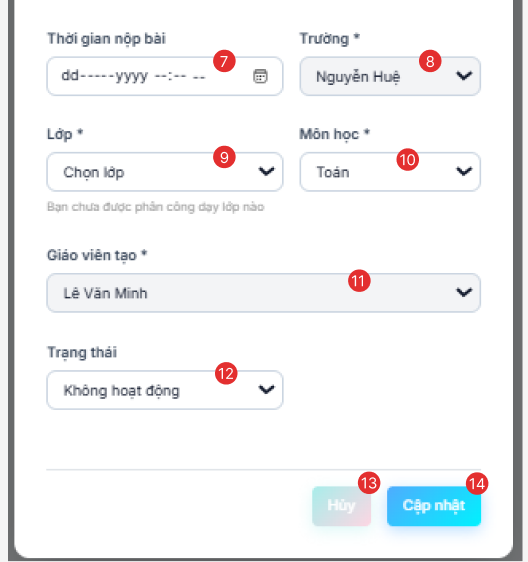 Thời gian nộp bài
Trường *
7
8
dd-----yyyy --:-- --
Nguyễn Huệ
Lớp *
Môn học *
9
10
Chọn lớp
Toán
Bạn chưa được phân công dạy lớp nào
Giáo viên tạo *
11
Lê Văn Minh
Trạng thái
12
Không hoạt động
13
14
Hủy
Cập nhật